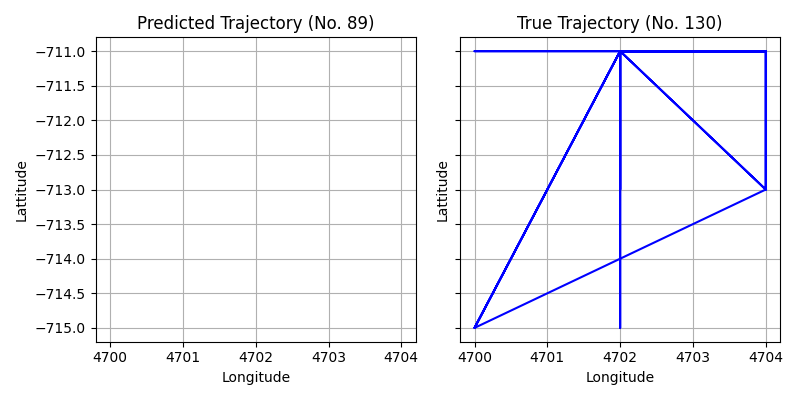 Predicted Trajectory (No. 89)
True Trajectory (No. 130)
Lattitude
−711.0
−711.5
−712.0
−712.5
−713.0
−713.5
−714.0
−714.5
−715.0
4700 4701 4702 4703 4704
Longitude
Lattitude
4700 4701 4702 4703 4704
Longitude